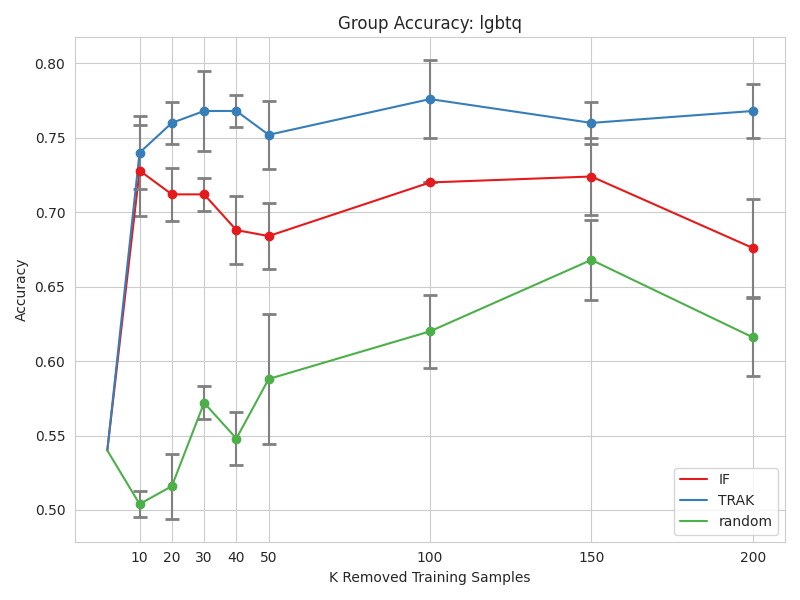 Group Accuracy: lgbtq
Accuracy
0.80
0.75
0.70
0.65
0.60
0.55
0.50
10 20 30 40 50 100 150 200
K Removed Training Samples
IF
TRAK
random